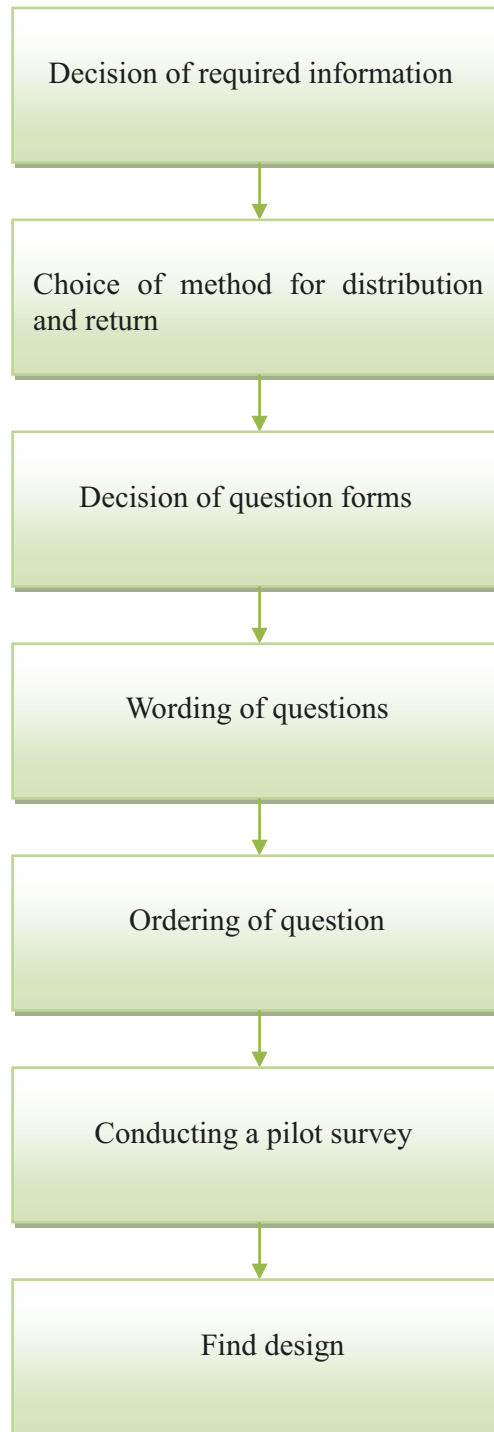 Decision of required information
Choice of method for distribution
and return
Decision of question forms
Wording of questions
Ordering of question
Conducting a pilot survey
Find design